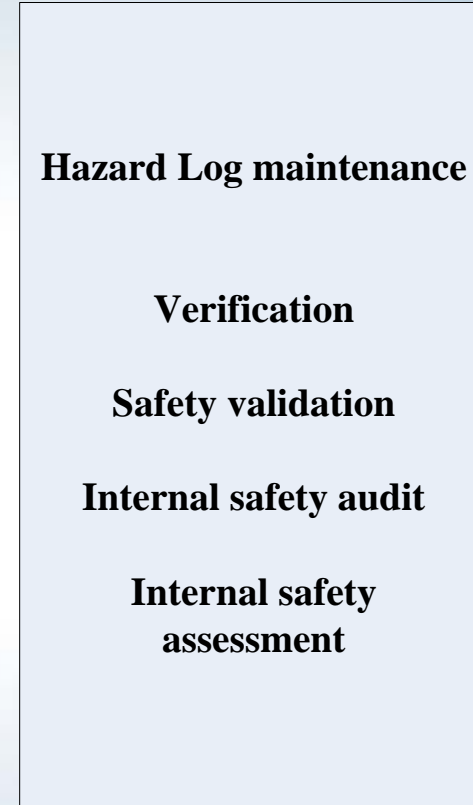 Hazard Log maintenance
Verification
Safety validation
Internal safety audit
Internal safety
assessment